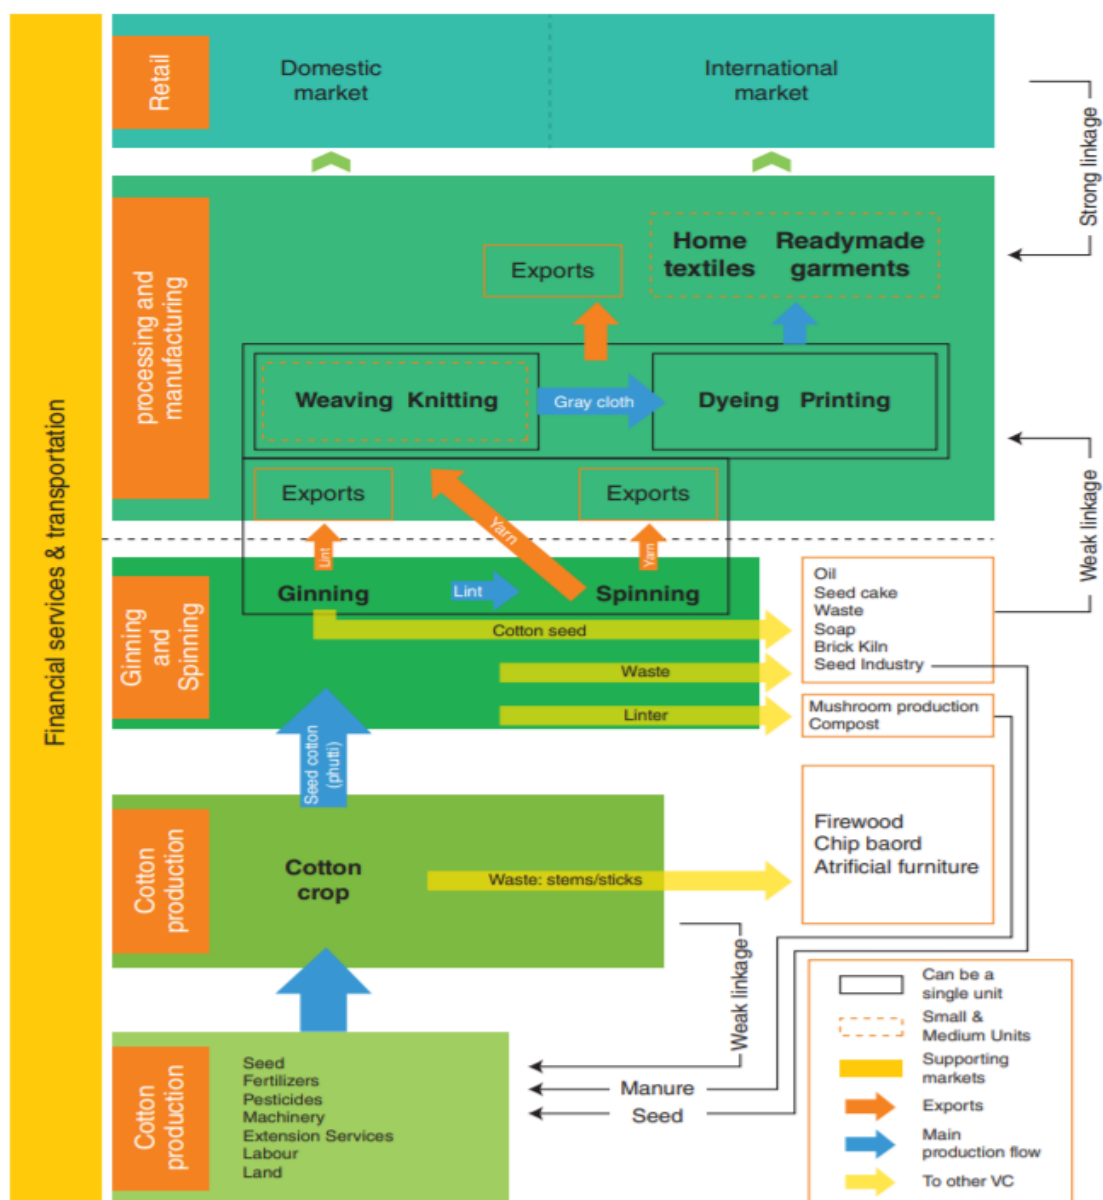 Financial services & transportation
Retail
Domestic
market
International
market
Strong linkage
processing and
manufacturing
Home
textiles
Readymade
garments
Exports
Weaving Knitting
Gray cloth
Dyeing Printing
Exports
Exports
Yarn
Weak linkage
Ginning
and
Spinning
Lint
Yarn
Ginning
Lint
Spinning
Cotton seed
Waste
Linter
Oil
Seed cake
Waste
Soap
Brick Kiln
Seed Industry
Mushroom production
Compost
Seed cotton
(phutti)
Cotton
production
Cotton
crop
Waste: stems/sticks
Firewood
Chip baord
Atrificial furniture
Weak linkage
Cotton
production
Seed
Fertilizers
Pesticides
Machinery
Extension Services
Labour
Land
Manure
Seed
Can be a
single unit
Small &
Medium Units
Supporting
markets
Exports
Main
production flow
To other VC